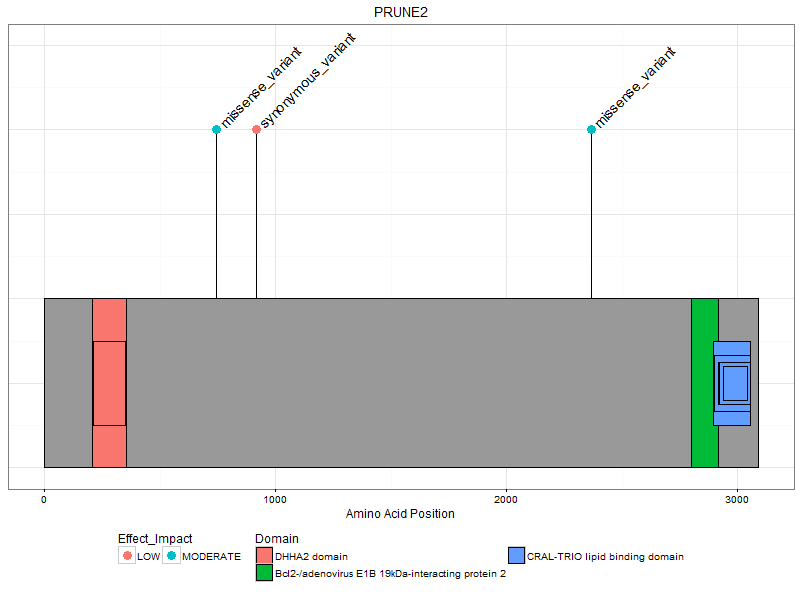 PRUNE2
missense_variant
synonymous_variant
missense_variant
0 1000 2000 3000
Amino Acid Position
Effect_Impact
LOW MODERATE
Domain
DHHA2 domain
Bcl2-/adenovirus E1B 19kDa-interacting protein 2
CRAL-TRIO lipid binding domain